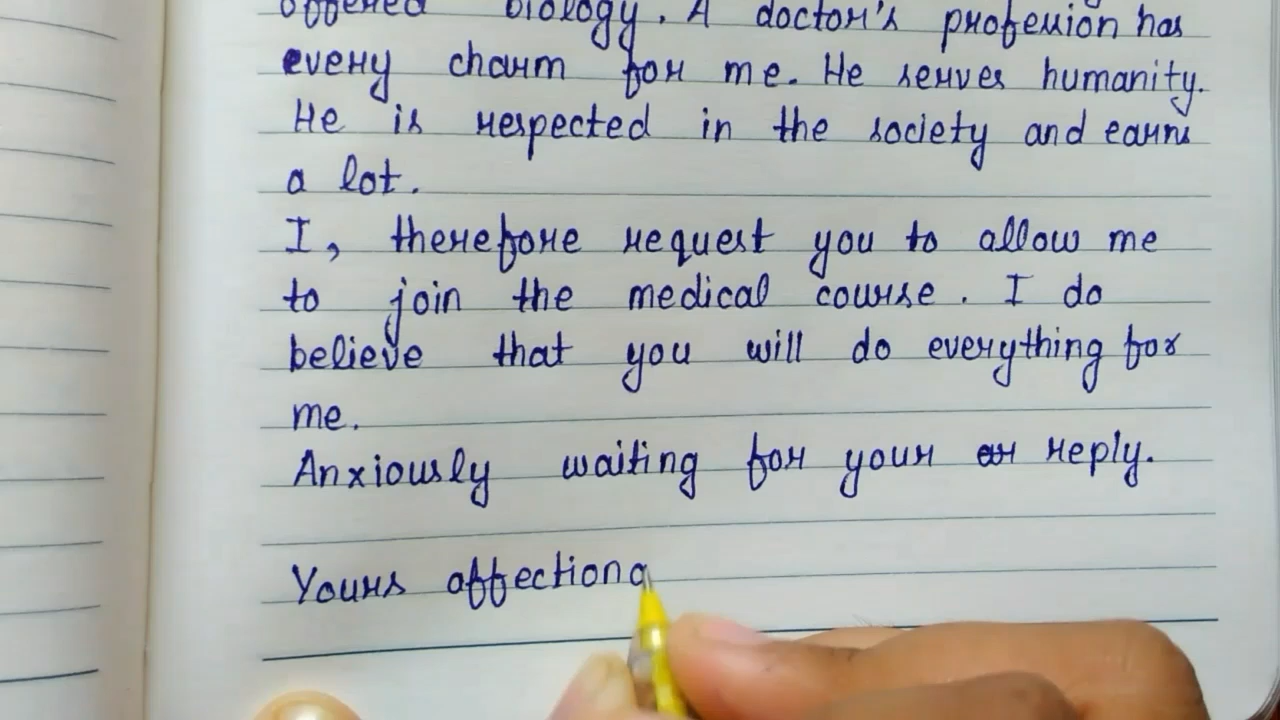 offered biology. A doctor's profession has
every charm for me. He serves humanity.
He is respected in the society and earns
a lot.
I, therefore request you to allow me
to join the medical course. I do
believe that you will do everything for
me.
Anxiously waiting for your reply.
Yours affectiona